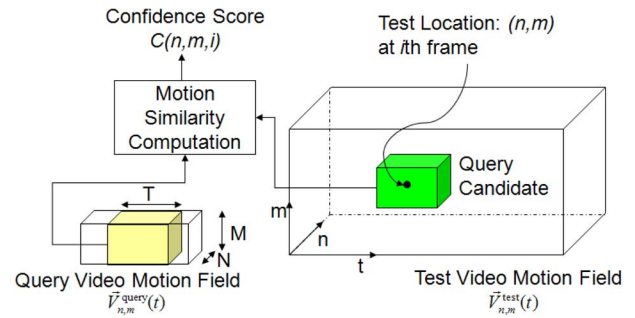 Confidence Score
C(n,m,i)
Test Location: (n,m)
at ith frame
Motion
Similarity
Computation
Query
Candidate
T
M
N
m
n
t
Query Video Motion Field
V⃗ₙ,ₘ^query(t)
Test Video Motion Field
V⃗ₙ,ₘ^test(t)